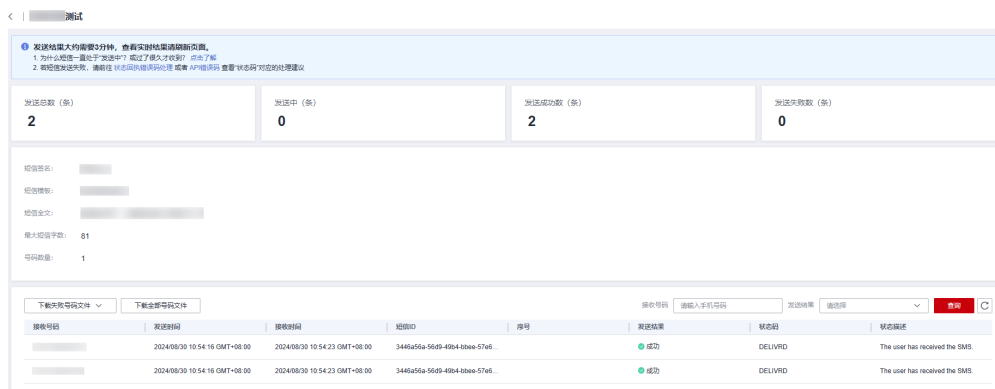 测试
发送结果大约需要3分钟，查看实时结果请刷新页面。
1. 为什么短信一直处于"发送中"？或过了很久才收到？ 点击了解
2. 若短信发送失败，请前往 状态回执错误码处理 或者 API错误码 查看"状态码"对应的处理建议
发送总数（条） 发送中（条） 发送成功数（条） 发送失败数（条）
2 0 2 0
短信签名：
短信模板：
短信全文：
最大短信字数： 81
号码数量： 1
下载失败号码文件 下载全部号码文件 接收号码 请输入手机号码 发送结果 请选择 查询
接收号码 发送时间 接收时间 短信ID 序号 发送结果 状态码 状态描述
2024/08/30 10:54:16 GMT+08:00 2024/08/30 10:54:23 GMT+08:00 3446a56a-56d9-49b4-bbee-57e6... 成功 DELIVRD The user has received the SMS.
2024/08/30 10:54:16 GMT+08:00 2024/08/30 10:54:23 GMT+08:00 3446a56a-56d9-49b4-bbee-57e6... 成功 DELIVRD The user has received the SMS.